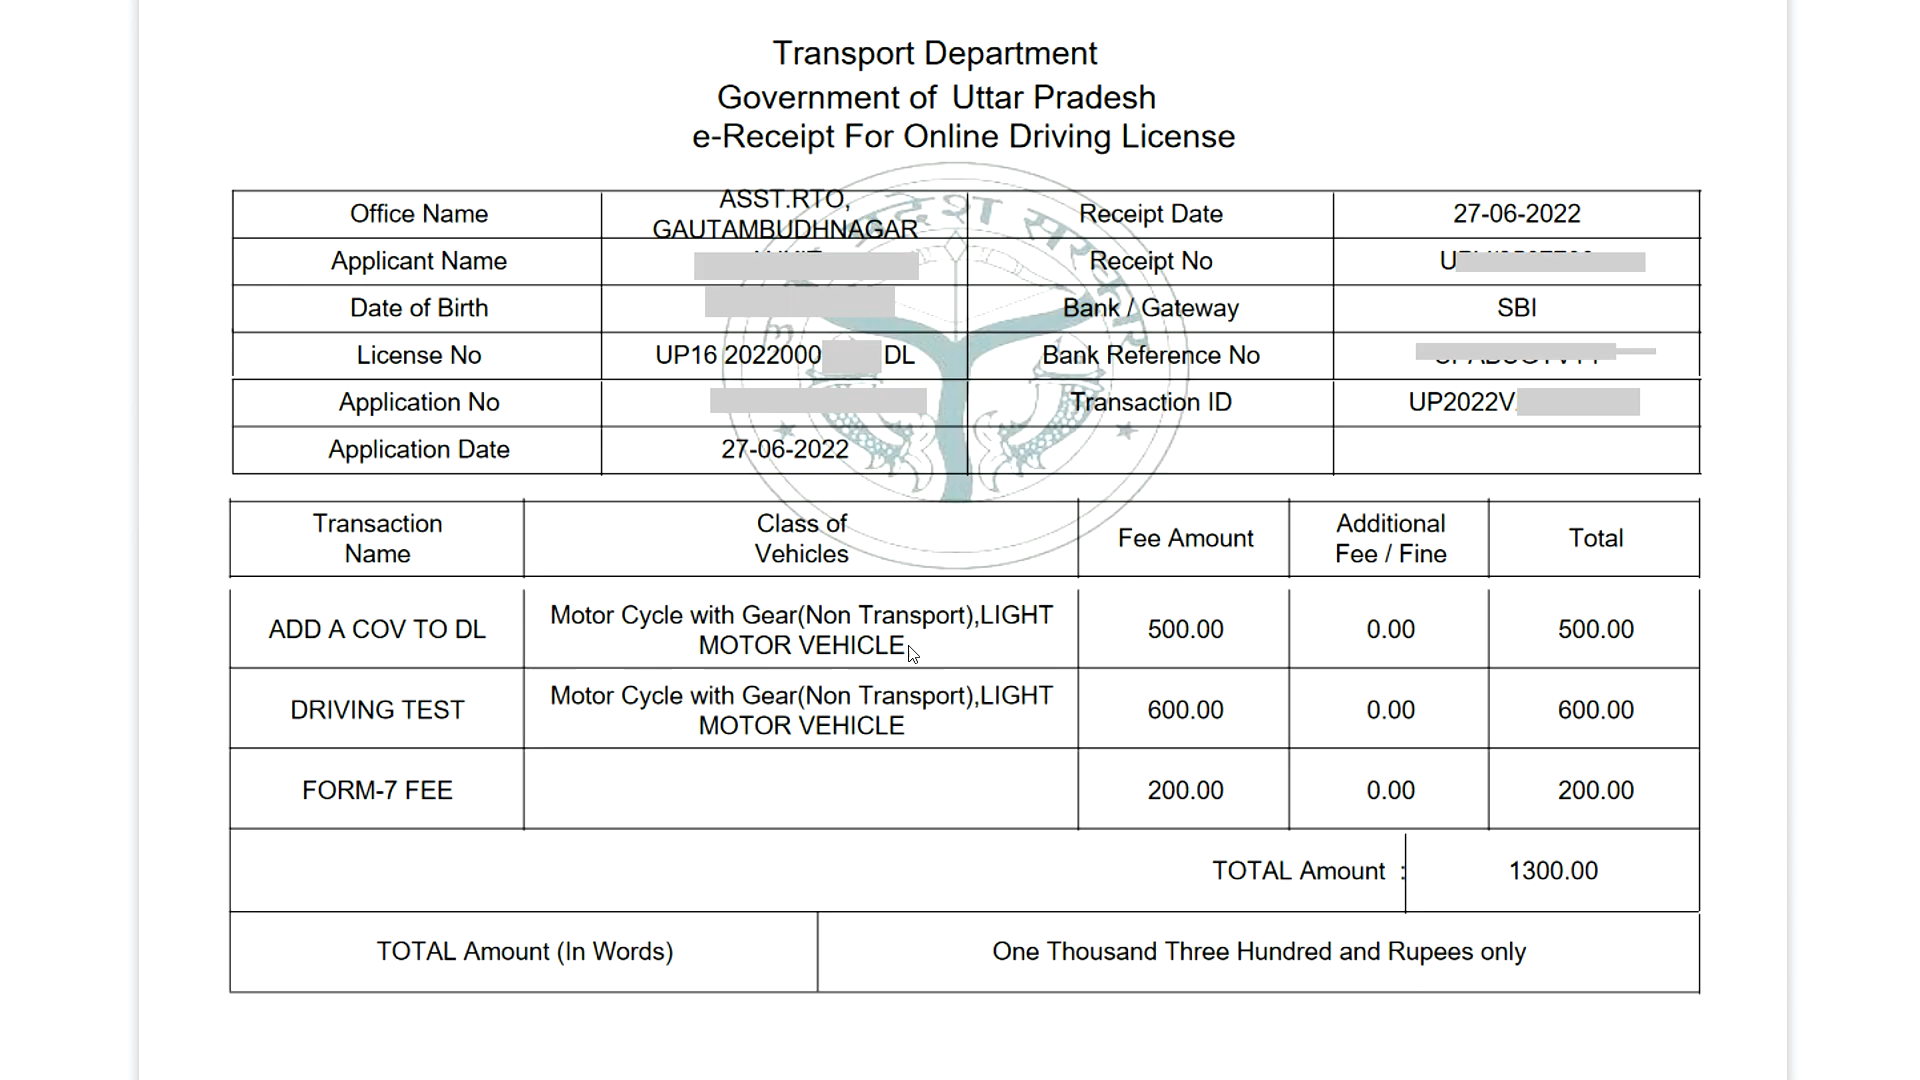 Transport Department
Government of Uttar Pradesh
e-Receipt For Online Driving License
Office Name ASST.RTO, GAUTAMBUDHNAGAR Receipt Date 27-06-2022
Applicant Name Receipt No
Date of Birth Bank / Gateway SBI
License No UP16 2022000 DL Bank Reference No
Application No Transaction ID UP2022V
Application Date 27-06-2022
Transaction Name Class of Vehicles Fee Amount Additional Fee / Fine Total
ADD A COV TO DL Motor Cycle with Gear(Non Transport),LIGHT MOTOR VEHICLE 500.00 0.00 500.00
DRIVING TEST Motor Cycle with Gear(Non Transport),LIGHT MOTOR VEHICLE 600.00 0.00 600.00
FORM-7 FEE 200.00 0.00 200.00
TOTAL Amount : 1300.00
TOTAL Amount (In Words) One Thousand Three Hundred and Rupees only